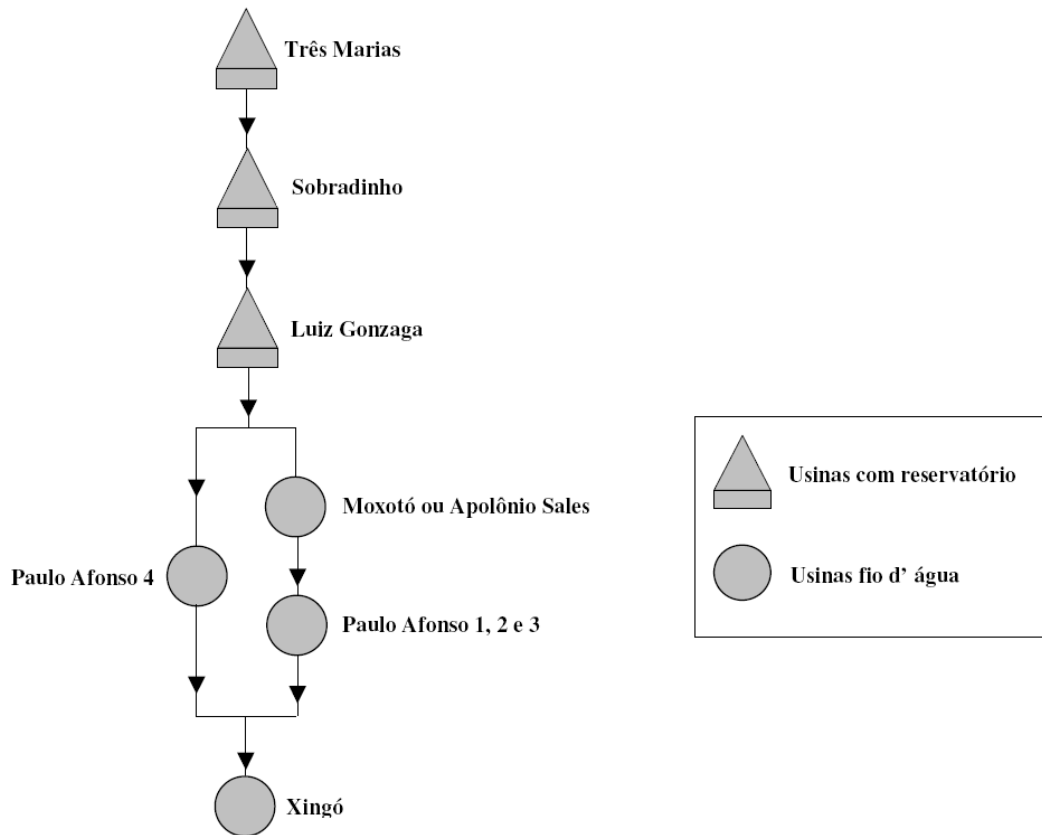 Três Marias
Sobradinho
Luiz Gonzaga
Moxotó ou Apolônio Sales
Paulo Afonso 4
Paulo Afonso 1, 2 e 3
Xingó
Usinas com reservatório
Usinas fio d' água